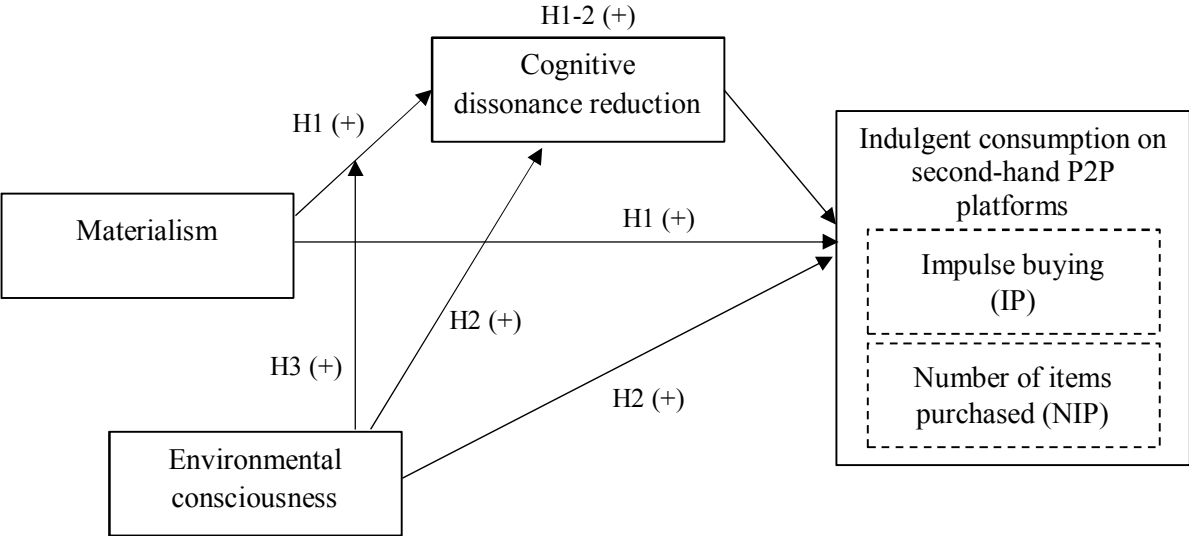 H1-2 (+)
Cognitive
dissonance reduction
H1 (+)
Indulgent consumption on
second-hand P2P
platforms
Materialism
H1 (+)
Impulse buying
(IP)
H2 (+)
H3 (+)
Number of items
purchased (NIP)
H2 (+)
Environmental
consciousness